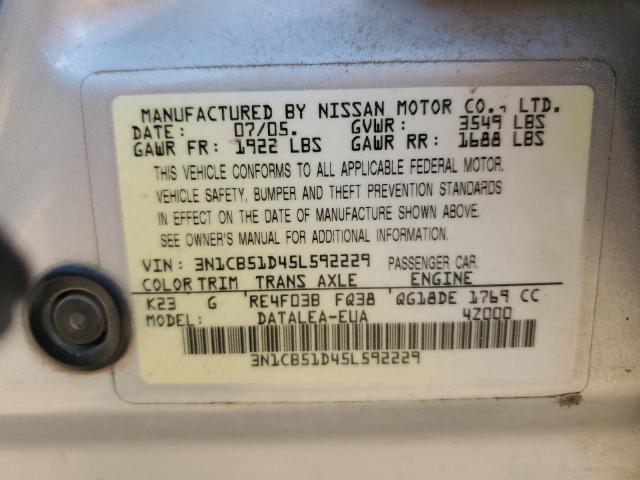 MANUFACTURED BY NISSAN MOTOR CO., LTD.
DATE: 07/05. GVWR: 3549 LBS
GAWR FR: 1922 LBS GAWR RR: 1688 LBS
THIS VEHICLE CONFORMS TO ALL APPLICABLE FEDERAL MOTOR
VEHICLE SAFETY, BUMPER AND THEFT PREVENTION STANDARDS
IN EFFECT ON THE DATE OF MANUFACTURE SHOWN ABOVE.
SEE OWNER'S MANUAL FOR ADDITIONAL INFORMATION.
VIN: 3N1CB51D45L592229 PASSENGER CAR.
COLOR TRIM TRANS AXLE ENGINE
K23 G RE4F03B FQ38 QG18DE 1769 CC
MODEL: DATALEA-EUA 4Z000
3N1CB51D45L592229